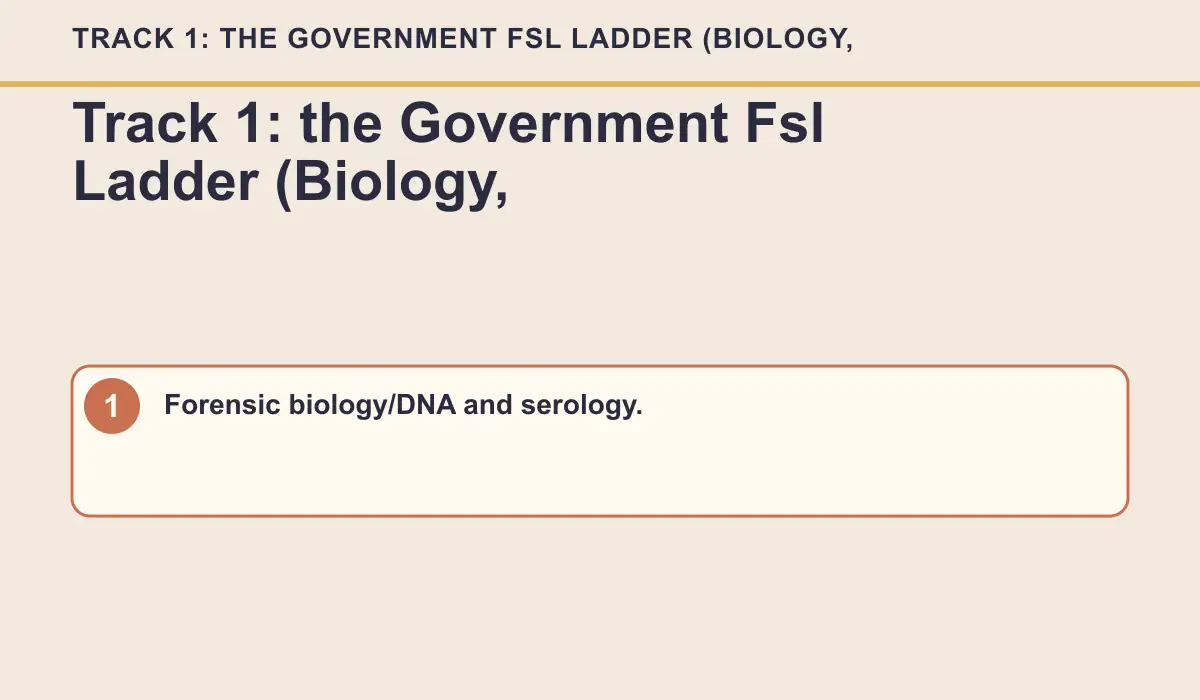 TRACK 1: THE GOVERNMENT FSL LADDER (BIOLOGY,
Track 1: the Government Fsl
Ladder (Biology,
1 Forensic biology/DNA and serology.